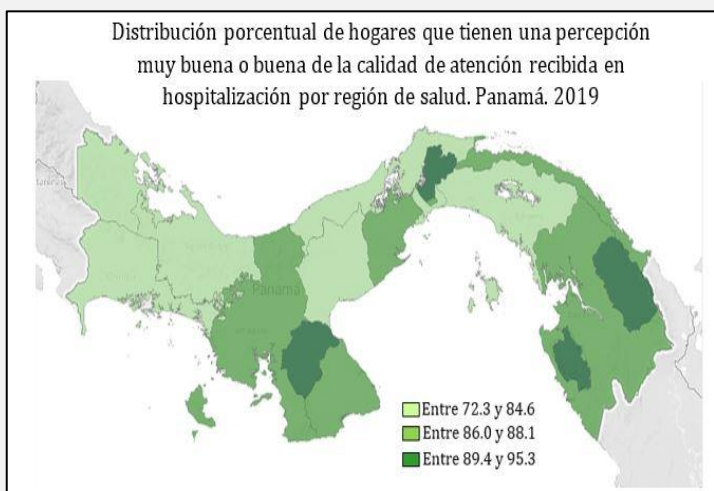 Distribución porcentual de hogares que tienen una percepción
muy buena o buena de la calidad de atención recibida en
hospitalización por región de salud. Panamá. 2019
Panamá
Entre 72.3 y 84.6
Entre 86.0 y 88.1
Entre 89.4 y 95.3